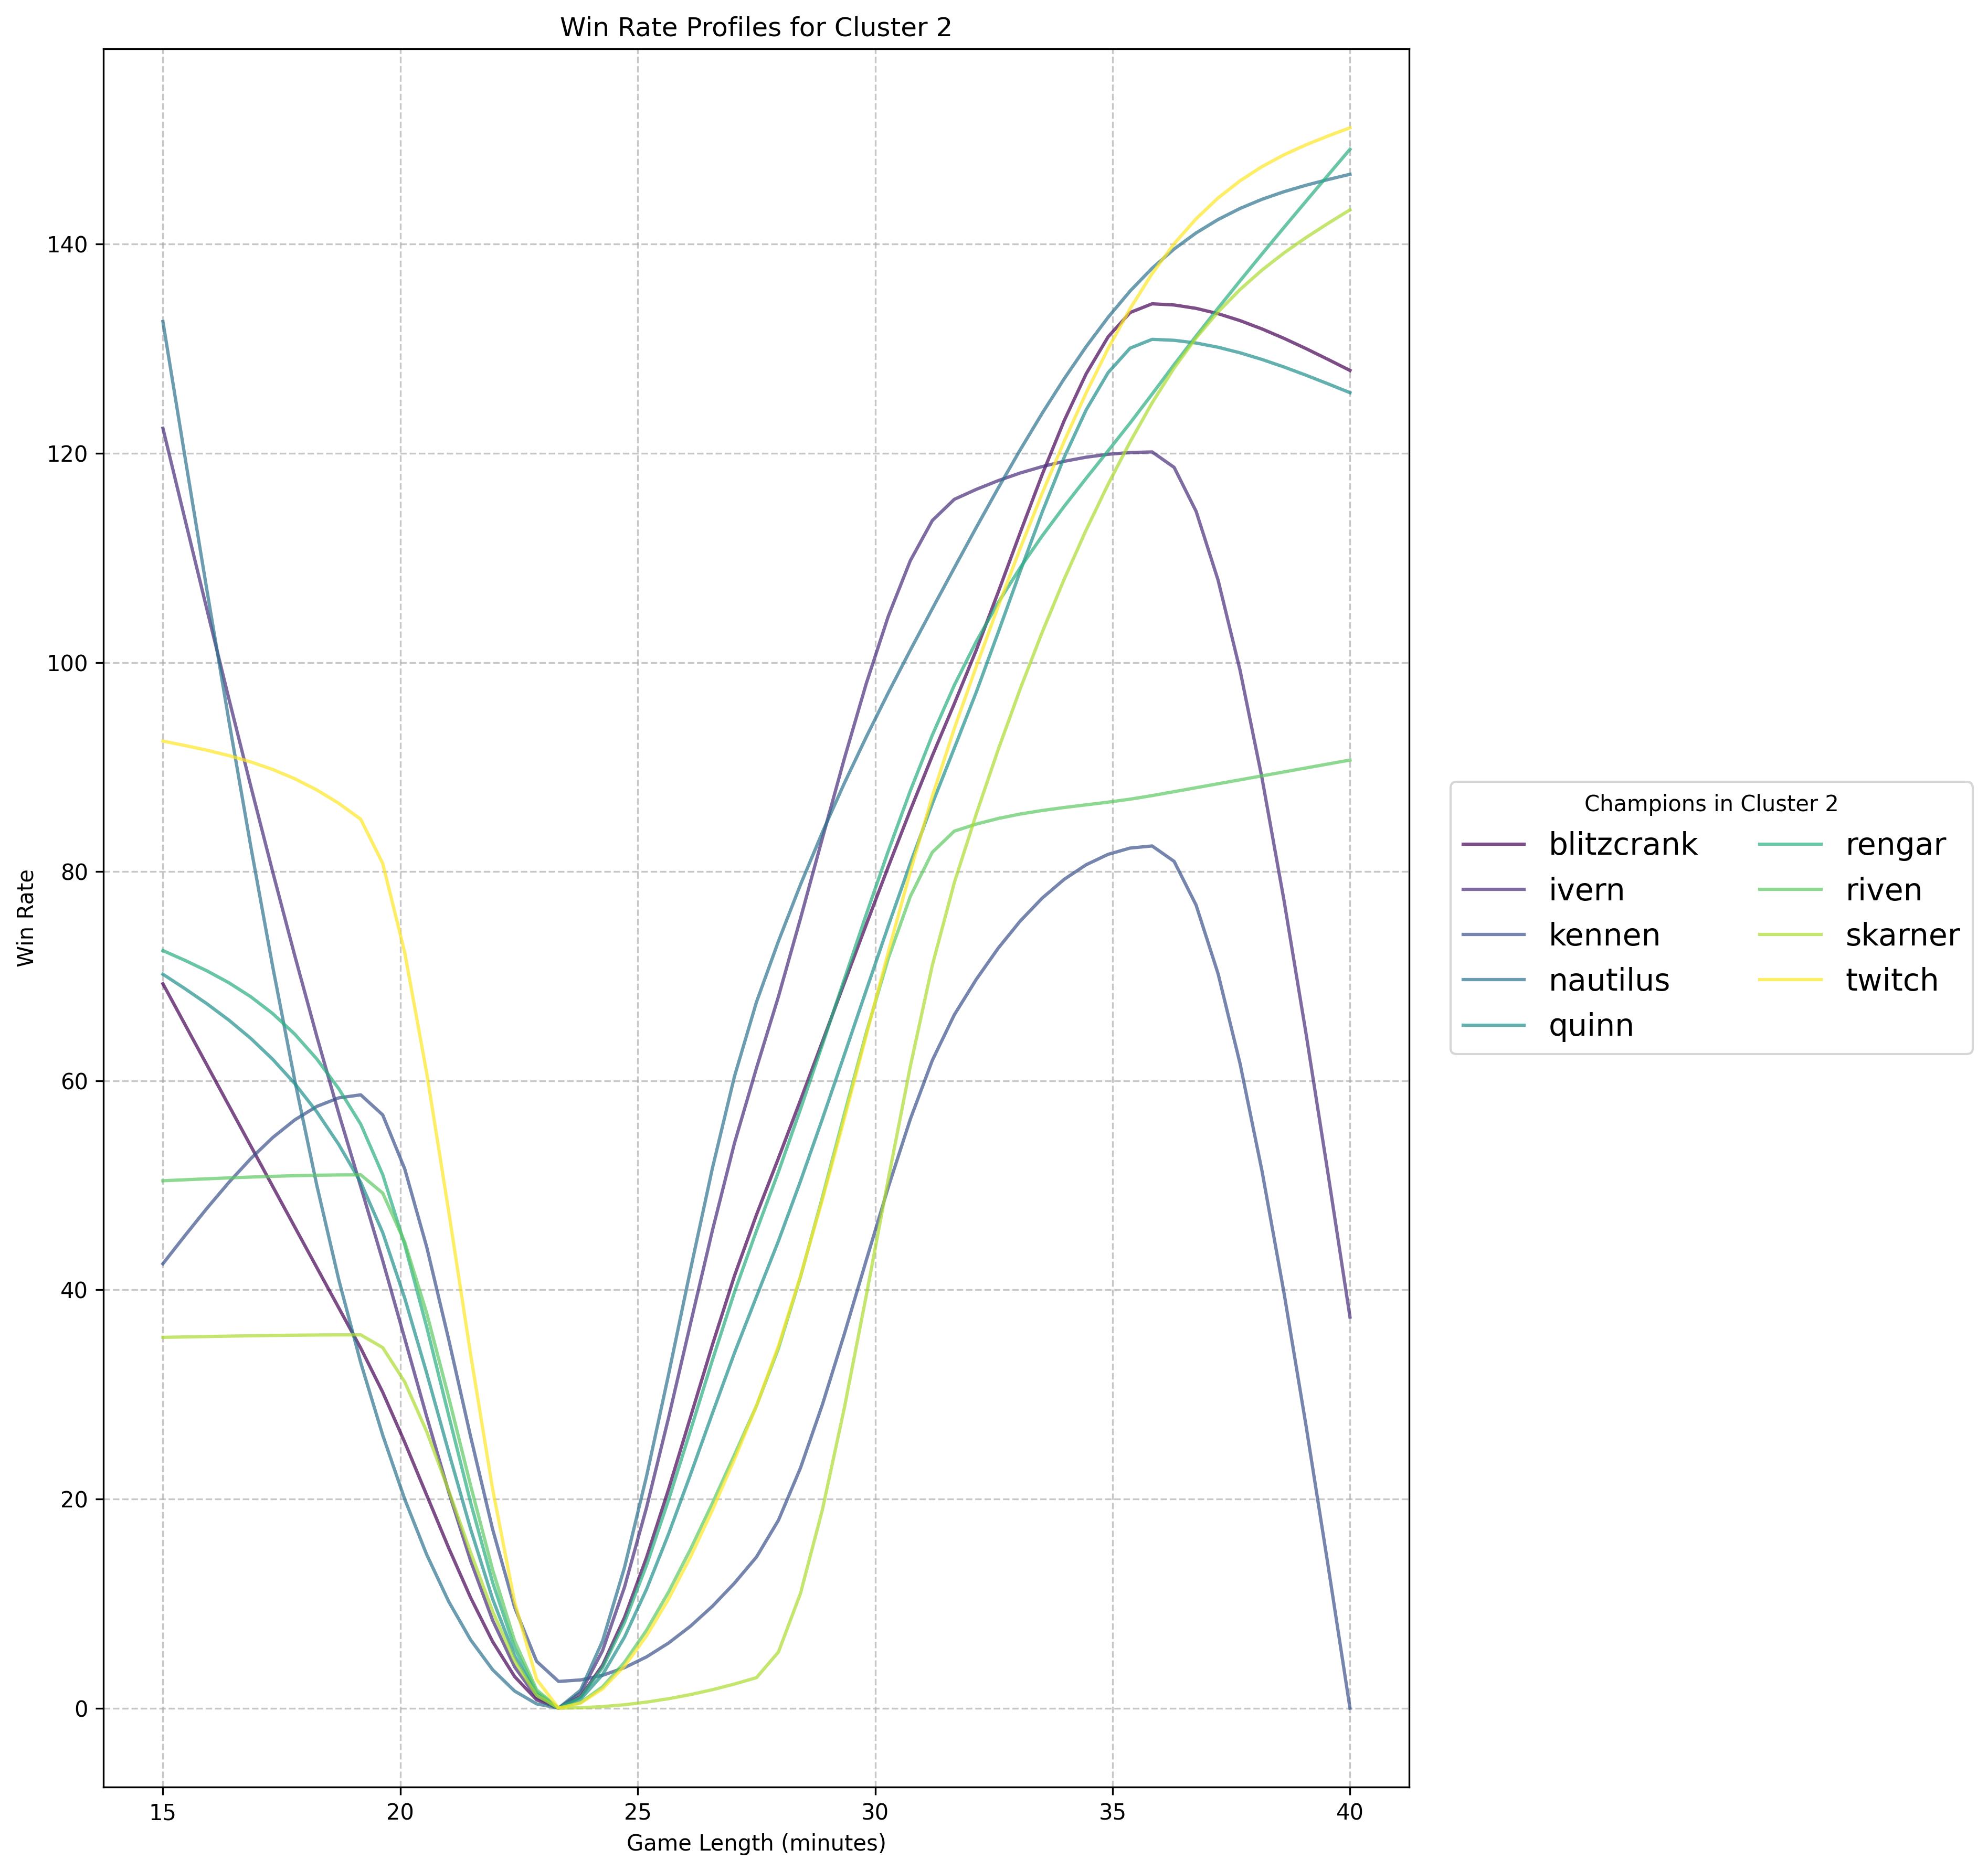 Win Rate Profiles for Cluster 2
140
120
100
80
60
40
20
0
Win Rate
15 20 25 30 35 40
Game Length (minutes)
Champions in Cluster 2
blitzcrank
ivern
kennen
nautilus
quinn
rengar
riven
skarner
twitch